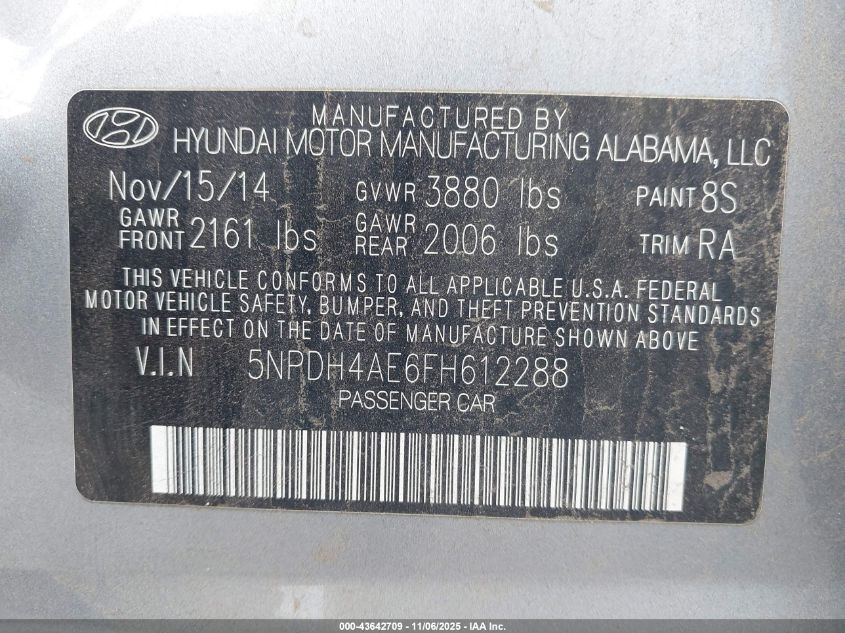 MANUFACTURED BY
HYUNDAI MOTOR MANUFACTURING ALABAMA, LLC
Nov/15/14 GVWR 3880 lbs PAINT 8S
GAWR FRONT 2161 lbs GAWR REAR 2006 lbs TRIM RA
THIS VEHICLE CONFORMS TO ALL APPLICABLE U.S.A. FEDERAL
MOTOR VEHICLE SAFETY, BUMPER, AND THEFT PREVENTION STANDARDS
IN EFFECT ON THE DATE OF MANUFACTURE SHOWN ABOVE
V.I.N 5NPDH4AE6FH612288
PASSENGER CAR
000-43642709 - 11/06/2025 - IAA Inc.